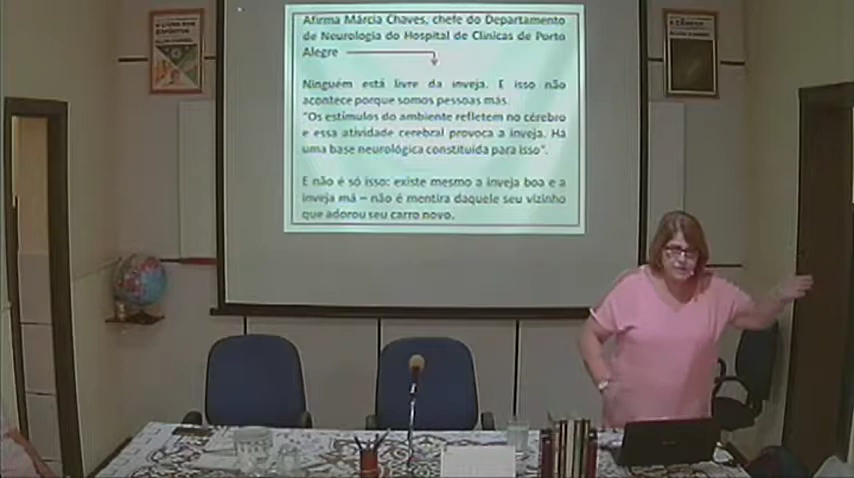 Afirma Márcia Chaves, chefe do Departamento
de Neurologia do Hospital de Clínicas de Porto
Alegre
Ninguém está livre da inveja. E isso não
acontece porque somos pessoas más.
"Os estímulos do ambiente refletem no cérebro
e essa atividade cerebral provoca a inveja. Há
uma base neurológica constituída para isso".
E não é só isso: existe mesmo a inveja boa e a
inveja má – não é mentira daquele seu vizinho
que adorou seu carro novo.